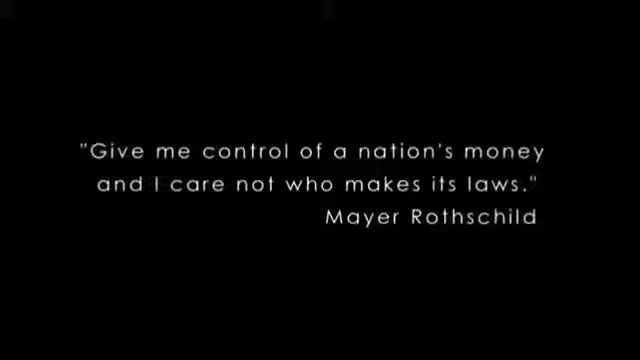 "Give me control of a nation's money
and I care not who makes its laws."
Mayer Rothschild